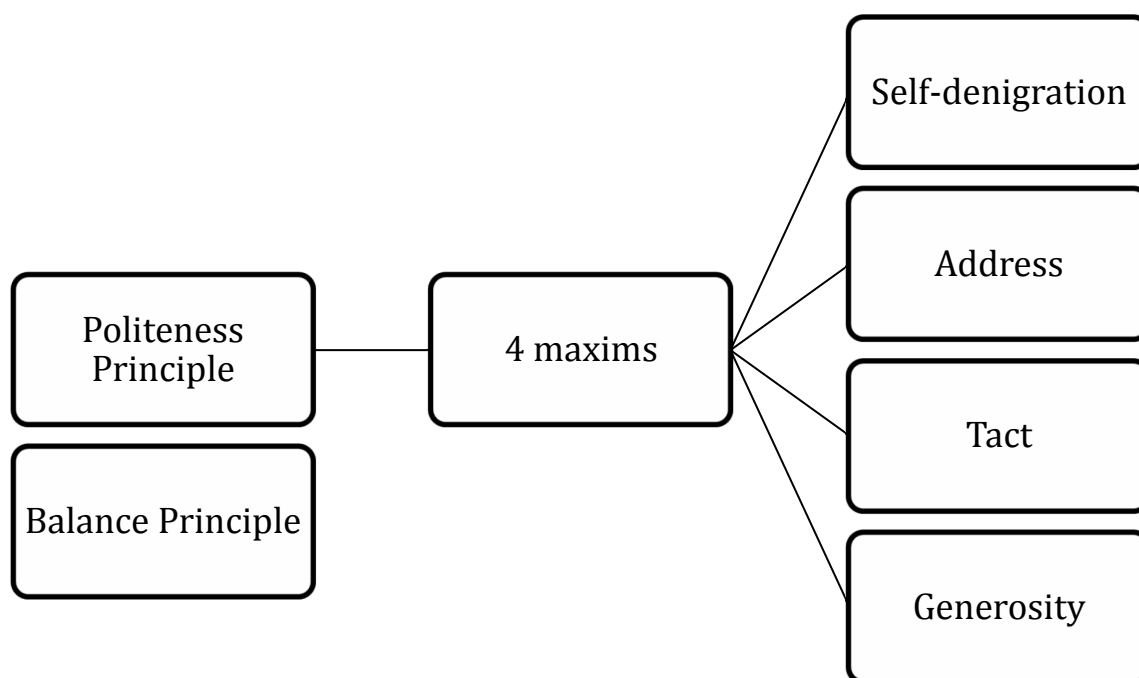 Politeness
Principle
Balance Principle
4 maxims
Self-denigration
Address
Tact
Generosity